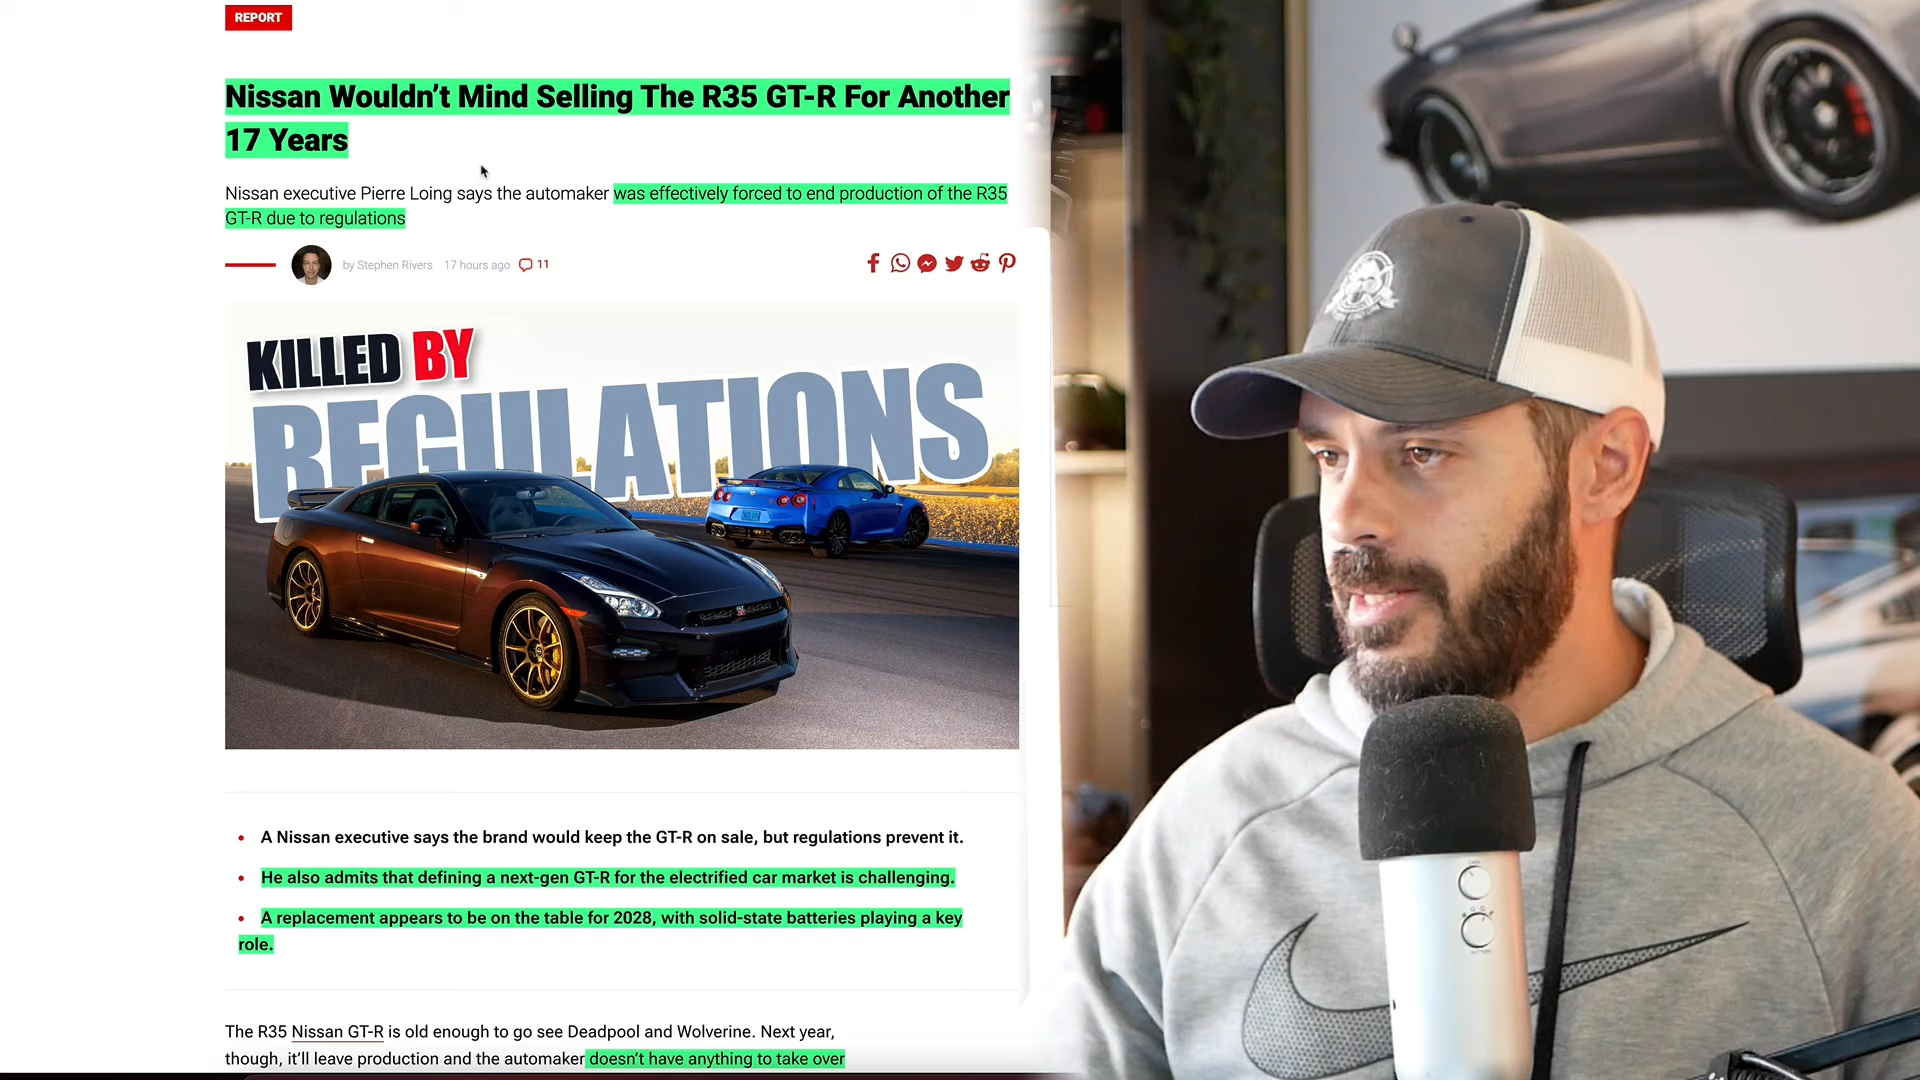 REPORT
Nissan Wouldn’t Mind Selling The R35 GT-R For Another
17 Years
Nissan executive Pierre Loing says the automaker was effectively forced to end production of the R35
GT-R due to regulations
by Stephen Rivers 17 hours ago 11
KILLED BY
REGULATIONS
A Nissan executive says the brand would keep the GT-R on sale, but regulations prevent it.
He also admits that defining a next-gen GT-R for the electrified car market is challenging.
A replacement appears to be on the table for 2028, with solid-state batteries playing a key
role.
The R35 Nissan GT-R is old enough to go see Deadpool and Wolverine. Next year,
though, it’ll leave production and the automaker doesn’t have anything to take over